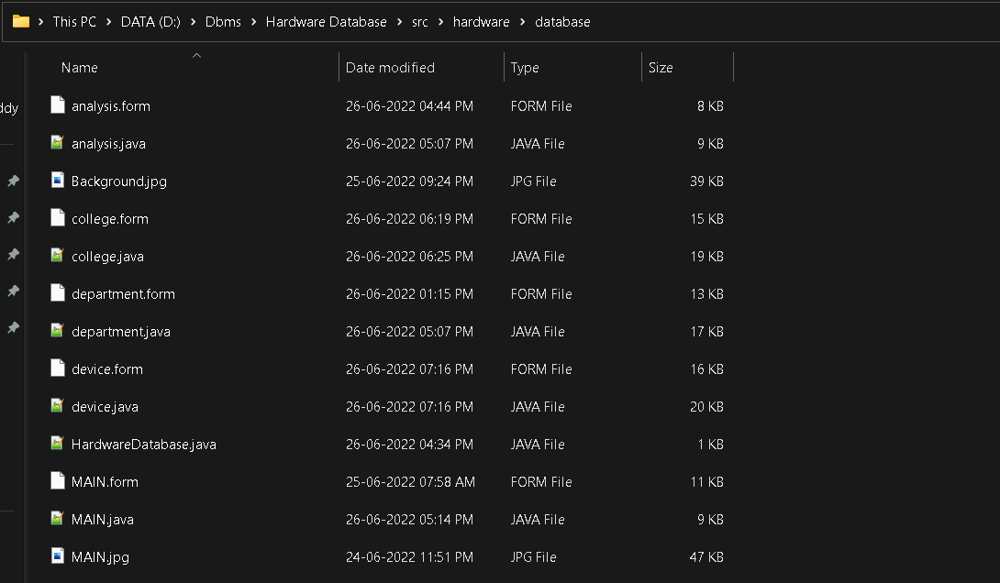 This PC > DATA (D:) > Dbms > Hardware Database > src > hardware > database
Name Date modified Type Size
ddy
analysis.form 26-06-2022 04:44 PM FORM File 8 KB
analysis.java 26-06-2022 05:07 PM JAVA File 9 KB
Background.jpg 25-06-2022 09:24 PM JPG File 39 KB
college.form 26-06-2022 06:19 PM FORM File 15 KB
college.java 26-06-2022 06:25 PM JAVA File 19 KB
department.form 26-06-2022 01:15 PM FORM File 13 KB
department.java 26-06-2022 05:07 PM JAVA File 17 KB
device.form 26-06-2022 07:16 PM FORM File 16 KB
device.java 26-06-2022 07:16 PM JAVA File 20 KB
HardwareDatabase.java 26-06-2022 04:34 PM JAVA File 1 KB
MAIN.form 25-06-2022 07:58 AM FORM File 11 KB
MAIN.java 26-06-2022 05:14 PM JAVA File 9 KB
MAIN.jpg 24-06-2022 11:51 PM JPG File 47 KB